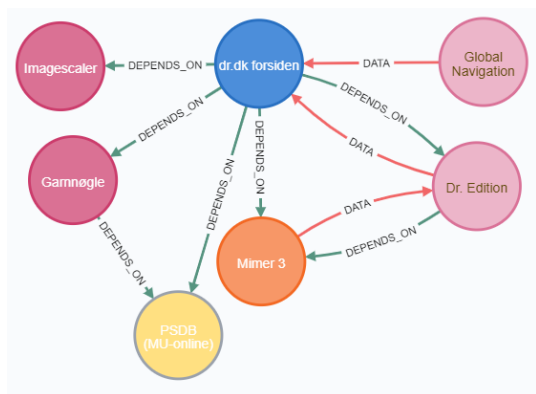 Imagescaler
DEPENDS_ON
dr.dk forsiden
DATA
Global
Navigation
DEPENDS_ON
DEPENDS_ON
DATA
Gamnøgle
DEPENDS_ON
DEPENDS_ON
Dr. Edition
DATA
DEPENDS_ON
DEPENDS_ON
Mimer 3
PSDB
(MU-online)